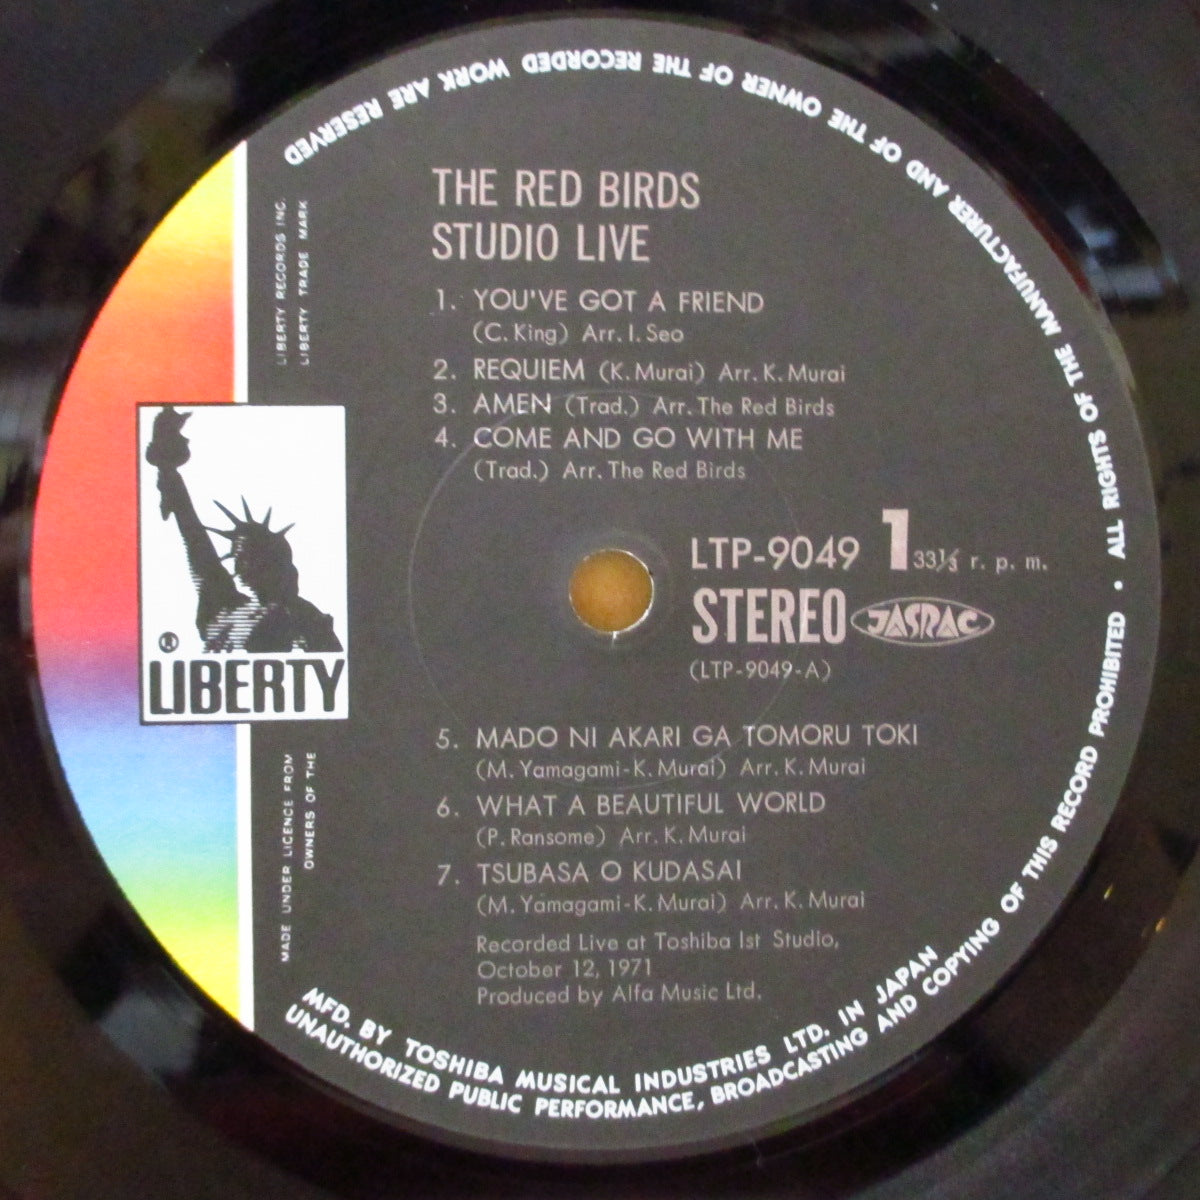 THE RED BIRDS
STUDIO LIVE
1. YOU'VE GOT A FRIEND
(C. King) Arr. I. Seo
2. REQUIEM (K. Murai) Arr. K. Murai
3. AMEN (Trad.) Arr. The Red Birds
4. COME AND GO WITH ME
(Trad.) Arr. The Red Birds
LTP-9049 1 33⅓ r. p. m.
STEREO JASRAC
(LTP-9049-A)
5. MADO NI AKARI GA TOMORU TOKI
(M. Yamagami-K. Murai) Arr. K. Murai
6. WHAT A BEAUTIFUL WORLD
(P. Ransome) Arr. K. Murai
7. TSUBASA O KUDASAI
(M. Yamagami-K. Murai) Arr. K. Murai
Recorded Live at Toshiba 1st Studio,
October 12, 1971
Produced by Alfa Music Ltd.
LIBERTY RECORDS INC.
LIBERTY TRADE MARK
®
LIBERTY
MADE UNDER LICENCE FROM
OWNERS OF THE
MFD. BY TOSHIBA MUSICAL INDUSTRIES LTD. IN JAPAN
UNAUTHORIZED PUBLIC PERFORMANCE, BROADCASTING AND COPYING OF THIS RECORD PROHIBITED • ALL RIGHTS OF THE MANUFACTURER AND OF THE OWNER OF THE RECORDED WORK ARE RESERVED